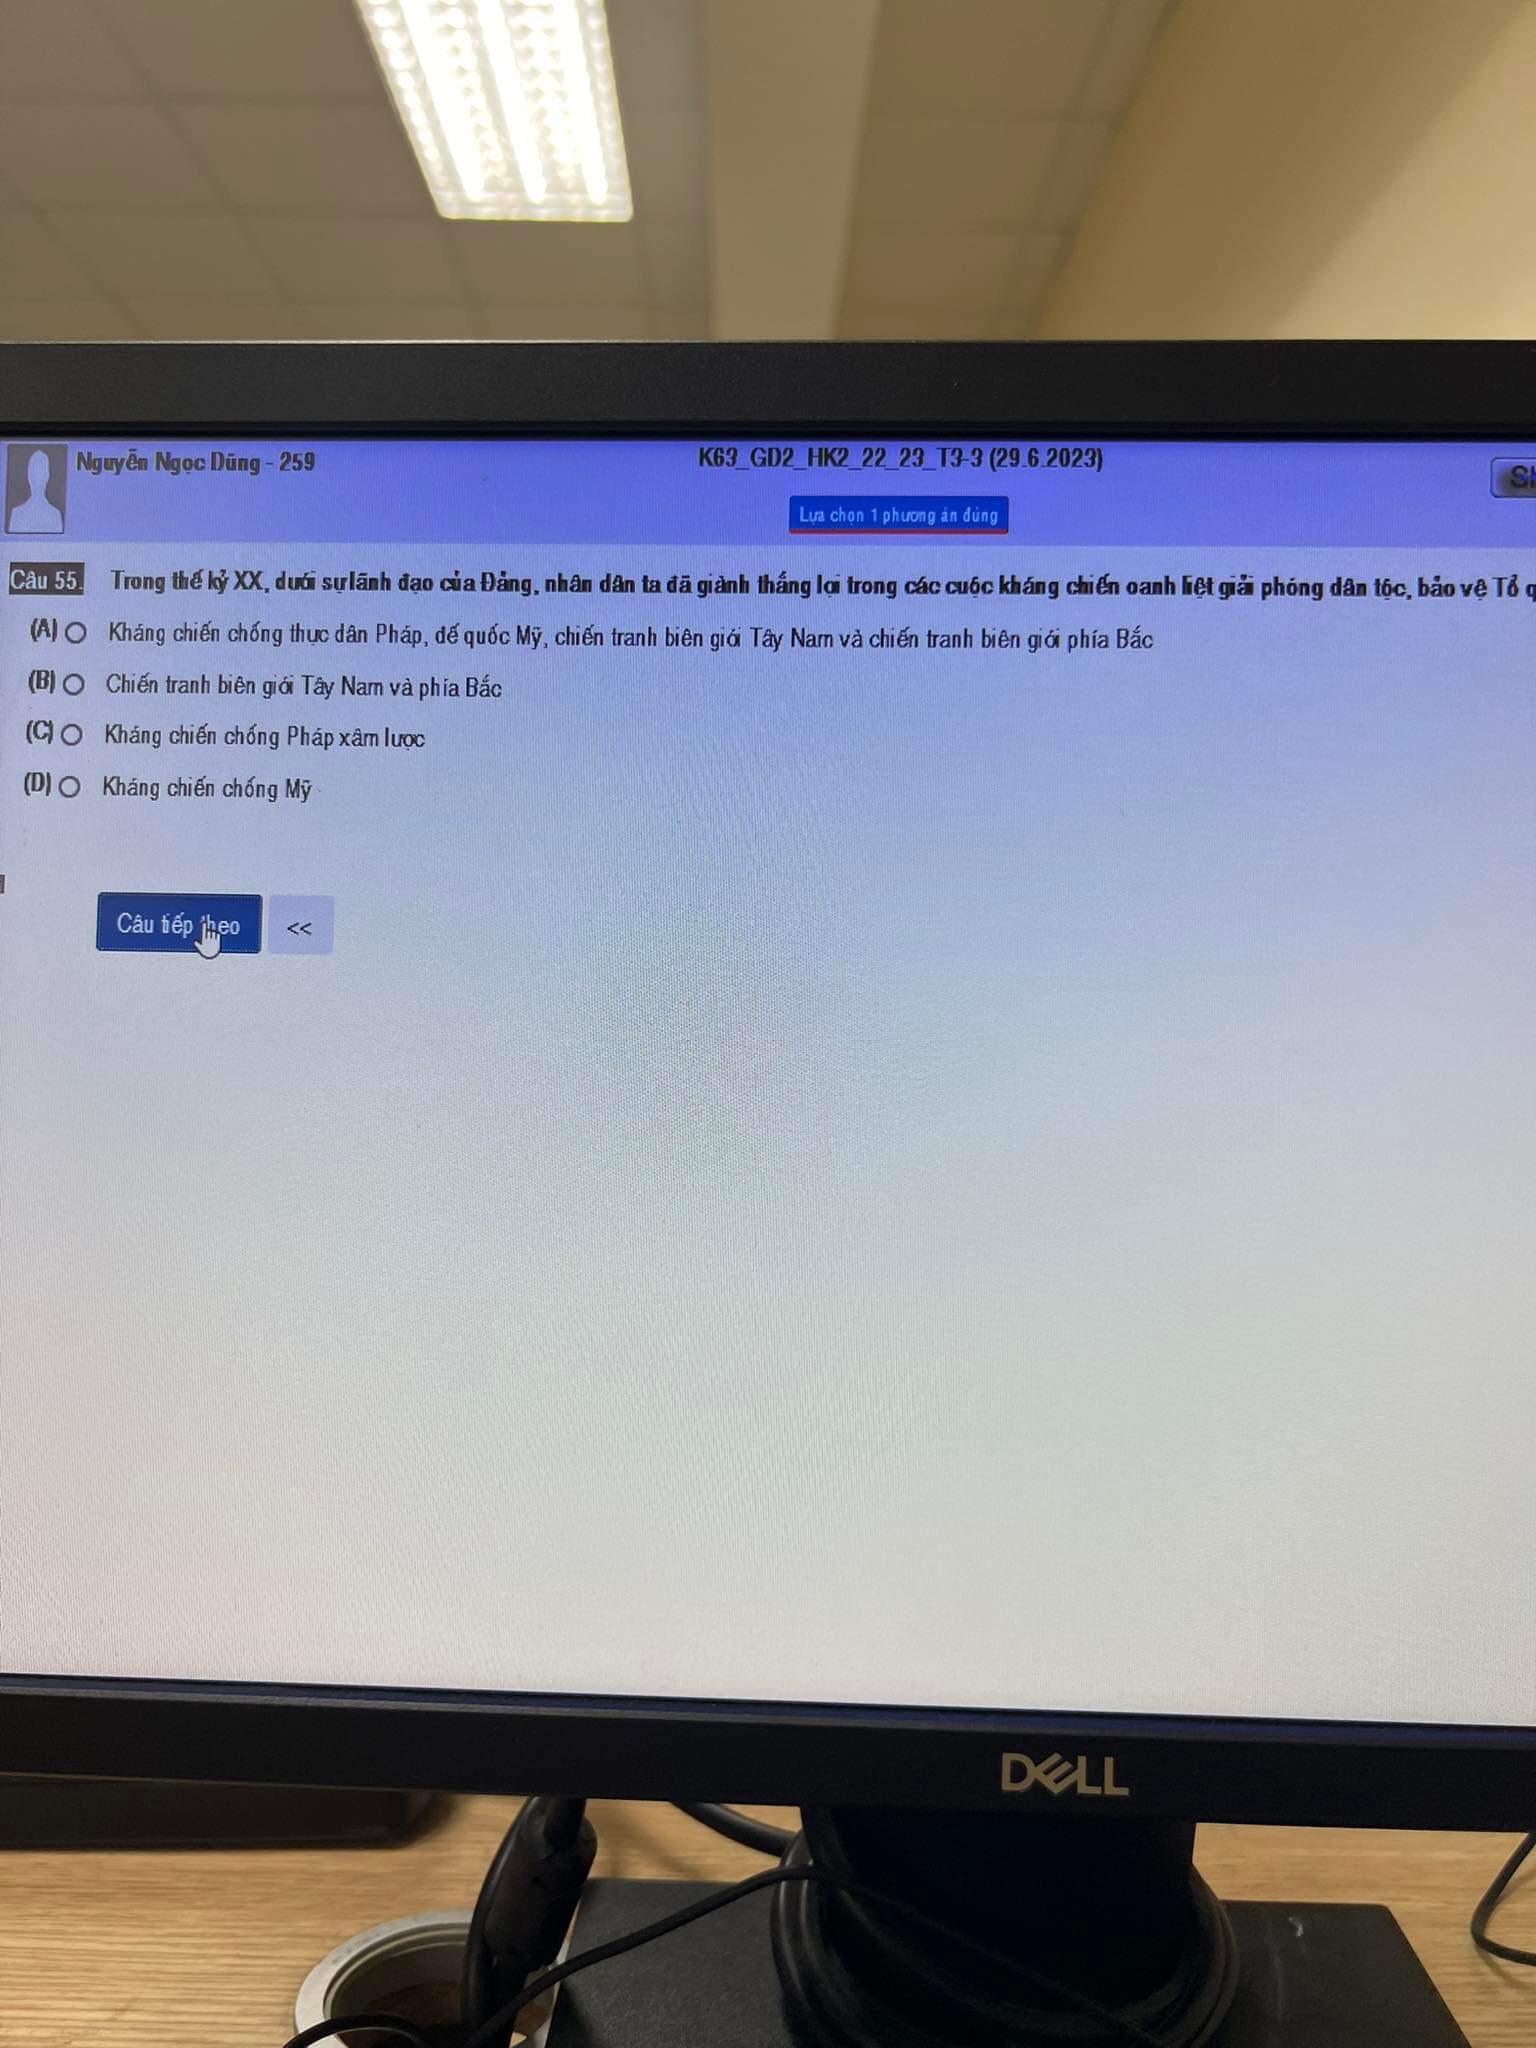 Nguyễn Ngọc Dũng - 259
K63_GD2_HK2_22_23_T3-3 (29.6.2023)
Lựa chọn 1 phương án đúng
Câu 55. Trong thế kỷ XX, dưới sự lãnh đạo của Đảng, nhân dân ta đã giành thắng lợi trong các cuộc kháng chiến oanh liệt giải phóng dân tộc, bảo vệ Tổ q
(A) Kháng chiến chống thực dân Pháp, đế quốc Mỹ, chiến tranh biên giới Tây Nam và chiến tranh biên giới phía Bắc
(B) Chiến tranh biên giới Tây Nam và phía Bắc
(C) Kháng chiến chống Pháp xâm lược
(D) Kháng chiến chống Mỹ
Câu tiếp theo <<
DELL